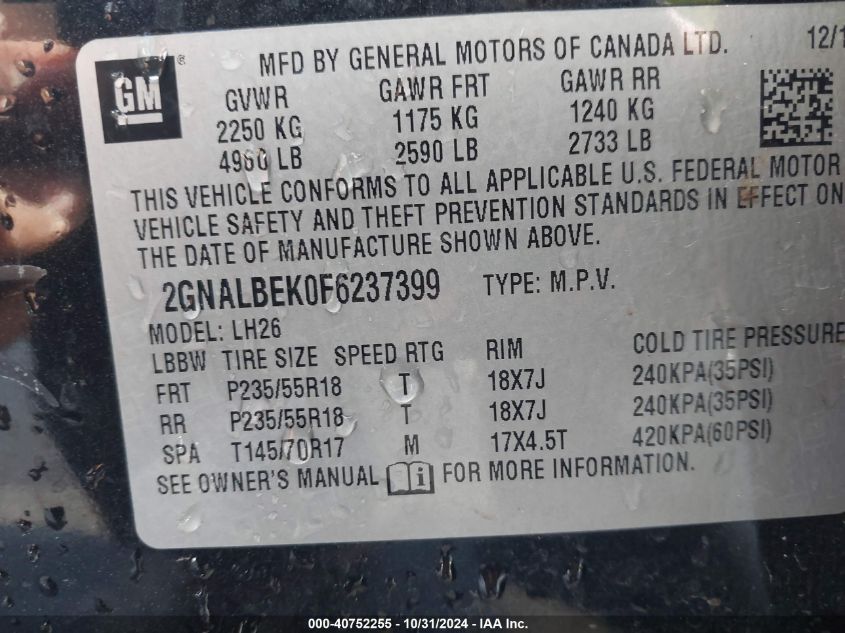 GM ®
MFD BY GENERAL MOTORS OF CANADA LTD. 12/1
GVWR GAWR FRT GAWR RR
2250 KG 1175 KG 1240 KG
4960 LB 2590 LB 2733 LB
THIS VEHICLE CONFORMS TO ALL APPLICABLE U.S. FEDERAL MOTOR
VEHICLE SAFETY AND THEFT PREVENTION STANDARDS IN EFFECT ON
THE DATE OF MANUFACTURE SHOWN ABOVE.
2GNALBEK0F6237399 TYPE: M.P.V.
MODEL: LH26
LBBW TIRE SIZE SPEED RTG RIM COLD TIRE PRESSURE
FRT P235/55R18 T 18X7J 240KPA(35PSI)
RR P235/55R18 T 18X7J 240KPA(35PSI)
SPA T145/70R17 M 17X4.5T 420KPA(60PSI)
SEE OWNER'S MANUAL FOR MORE INFORMATION.
000-40752255 - 10/31/2024 - IAA Inc.